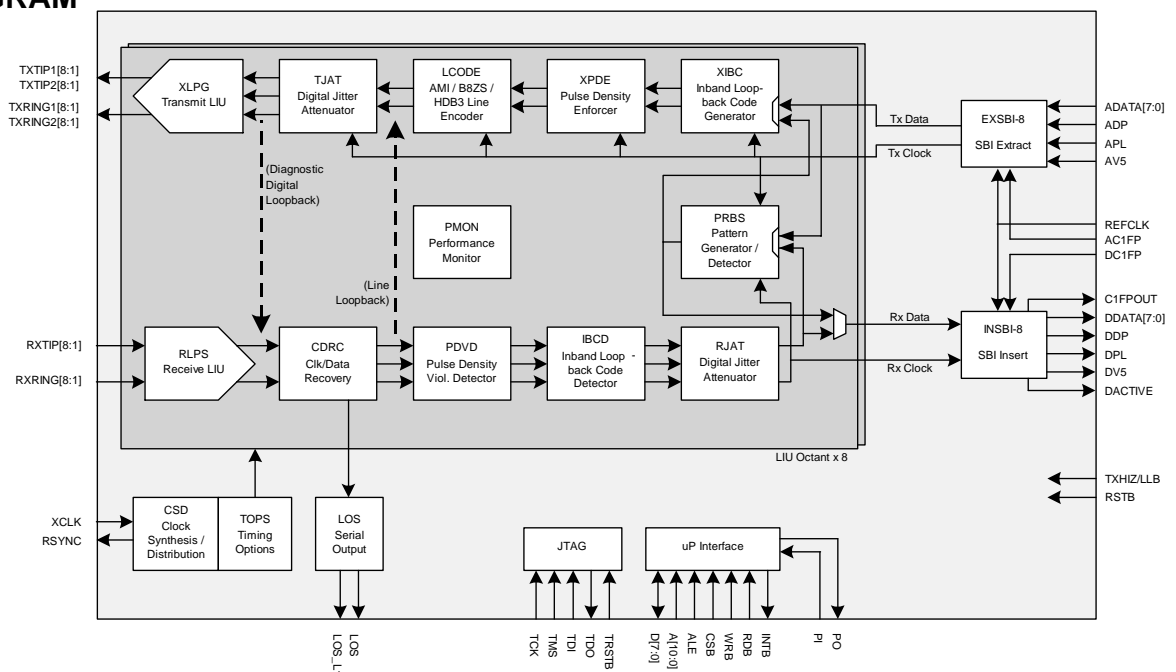 GRAM
TXTIP1[8:1]
TXTIP2[8:1]
TXRING1[8:1]
TXRING2[8:1]
XLPG
Transmit LIU
TJAT
Digital Jitter
Attenuator
LCODE
AMI / B8ZS /
HDB3 Line
Encoder
XPDE
Pulse Density
Enforcer
XIBC
Inband Loop-
back Code
Generator
Tx Data
Tx Clock
EXSBI-8
SBI Extract
ADATA[7:0]
ADP
APL
AV5
(Diagnostic
Digital
Loopback)
PMON
Performance
Monitor
(Line
Loopback)
PRBS
Pattern
Generator /
Detector
REFCLK
AC1FP
DC1FP
RXTIP[8:1]
RXRING[8:1]
RLPS
Receive LIU
CDRC
Clk/Data
Recovery
PDVD
Pulse Density
Viol. Detector
IBCD
Inband Loop -
back Code
Detector
RJAT
Digital Jitter
Attenuator
Rx Data
Rx Clock
INSBI-8
SBI Insert
C1FPOUT
DDATA[7:0]
DDP
DPL
DV5
DACTIVE
LIU Octant x 8
TXHIZ/LLB
RSTB
XCLK
RSYNC
CSD
Clock
Synthesis /
Distribution
TOPS
Timing
Options
LOS
Serial
Output
JTAG
uP Interface
LOS
TCK
TMS
TDI
TDO
TRSTB
D[7:0]
A[10:0]
ALE
CSB
WRB
RDB
INTB
PI
PO